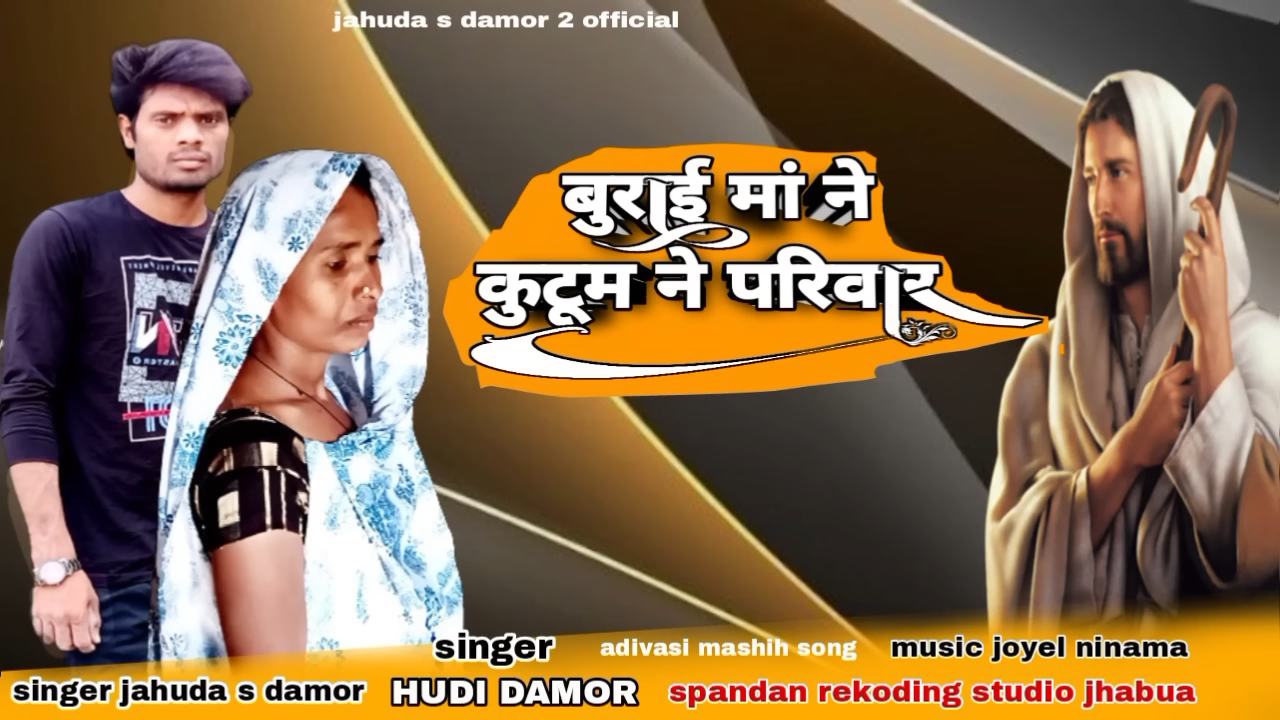 jahuda s damor 2 official
बुराई मां ने
कुटूम ने परिवार
singer
adivasi mashih song
music joyel ninama
singer jahuda s damor
HUDI DAMOR
spandan rekoding studio jhabua